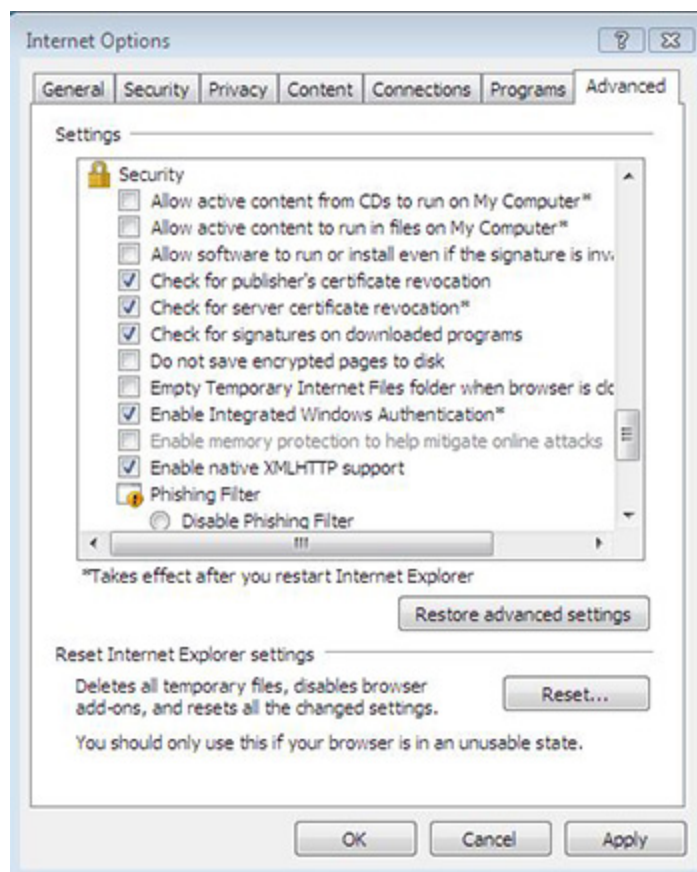 Internet Options
General Security Privacy Content Connections Programs Advanced
Settings
Security
Allow active content from CDs to run on My Computer*
Allow active content to run in files on My Computer*
Allow software to run or install even if the signature is inva
Check for publisher's certificate revocation
Check for server certificate revocation*
Check for signatures on downloaded programs
Do not save encrypted pages to disk
Empty Temporary Internet Files folder when browser is clo
Enable Integrated Windows Authentication*
Enable memory protection to help mitigate online attacks
Enable native XMLHTTP support
Phishing Filter
Disable Phishing Filter
*Takes effect after you restart Internet Explorer
Restore advanced settings
Reset Internet Explorer settings
Deletes all temporary files, disables browser
add-ons, and resets all the changed settings.
Reset...
You should only use this if your browser is in an unusable state.
OK Cancel Apply